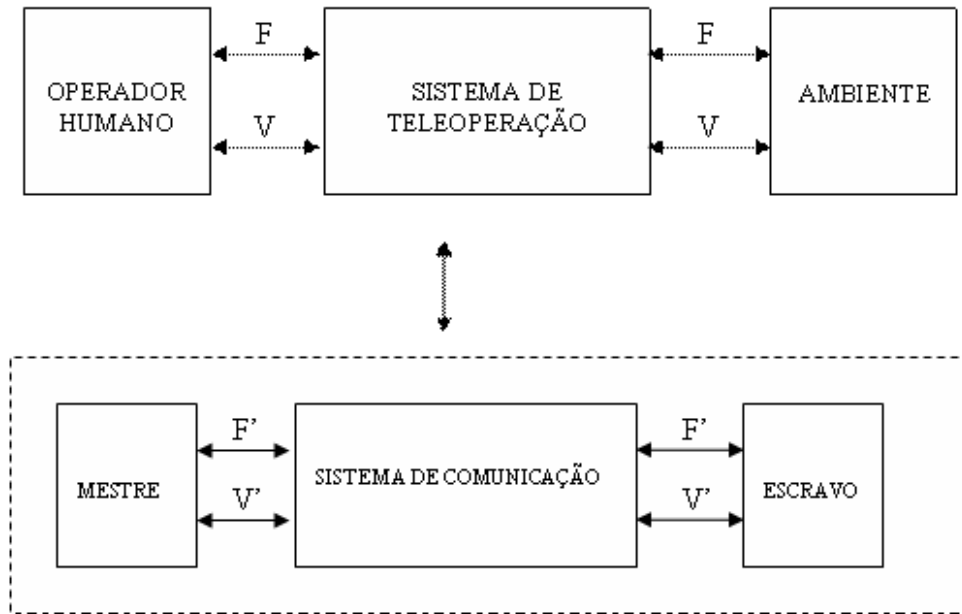 F
F
OPERADOR
HUMANO
SISTEMA DE
TELEOPERAÇÃO
AMBIENTE
V
V
F’
F’
MESTRE
SISTEMA DE COMUNICAÇÃO
ESCRAVO
V’
V’